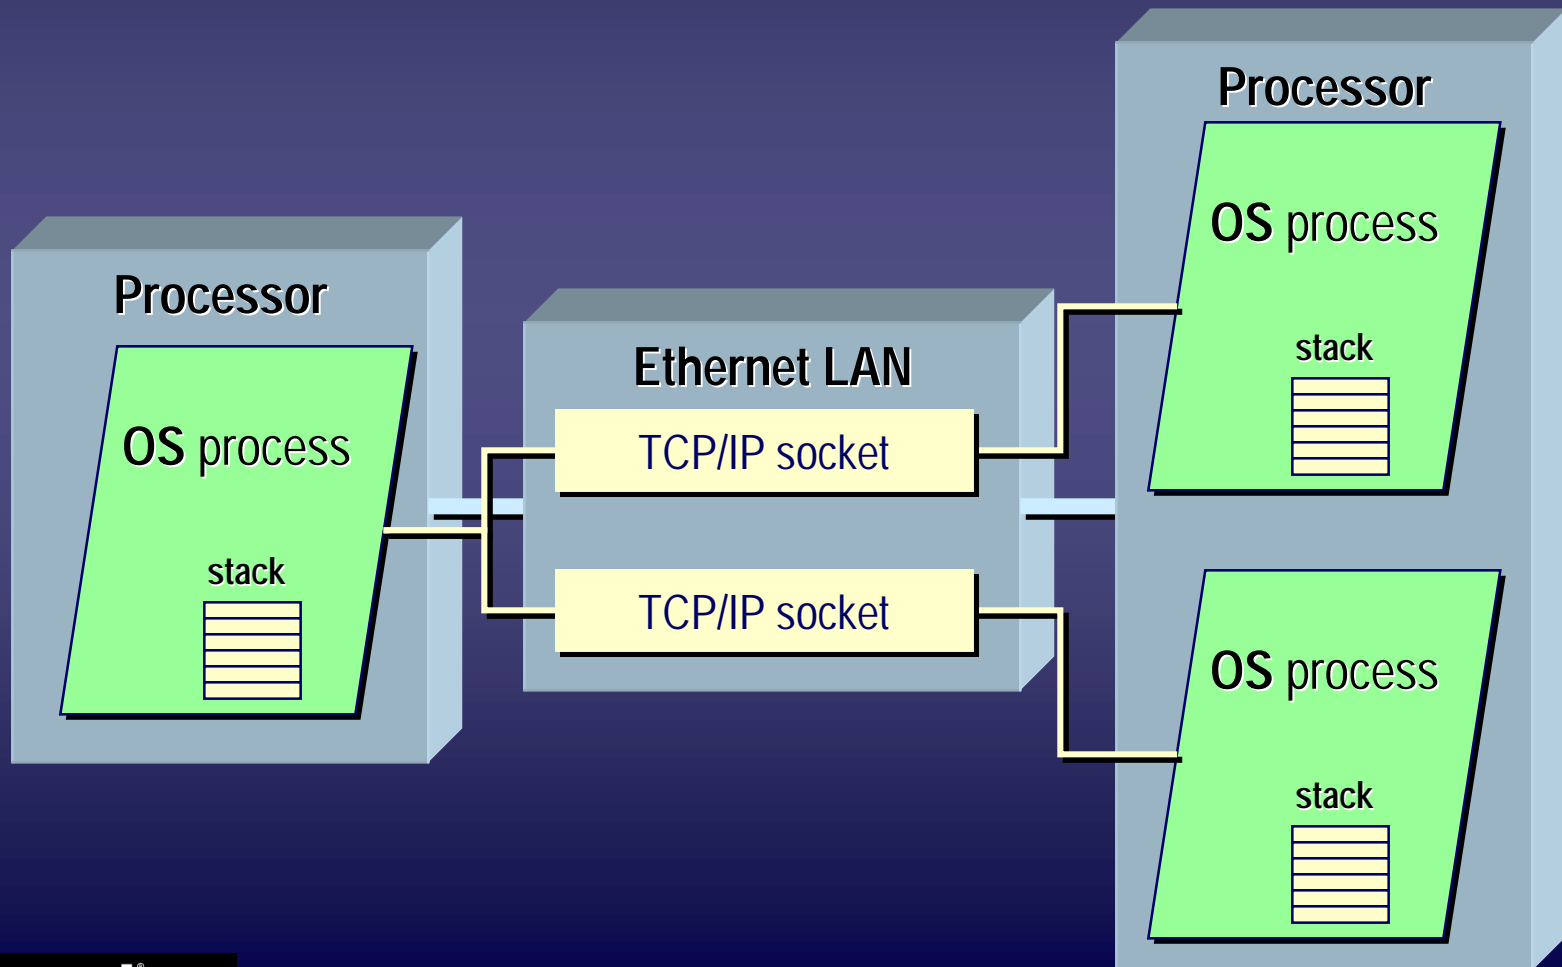 Processor
OS process
stack
Processor
OS process
stack
Ethernet LAN
TCP/IP socket
TCP/IP socket
OS process
stack